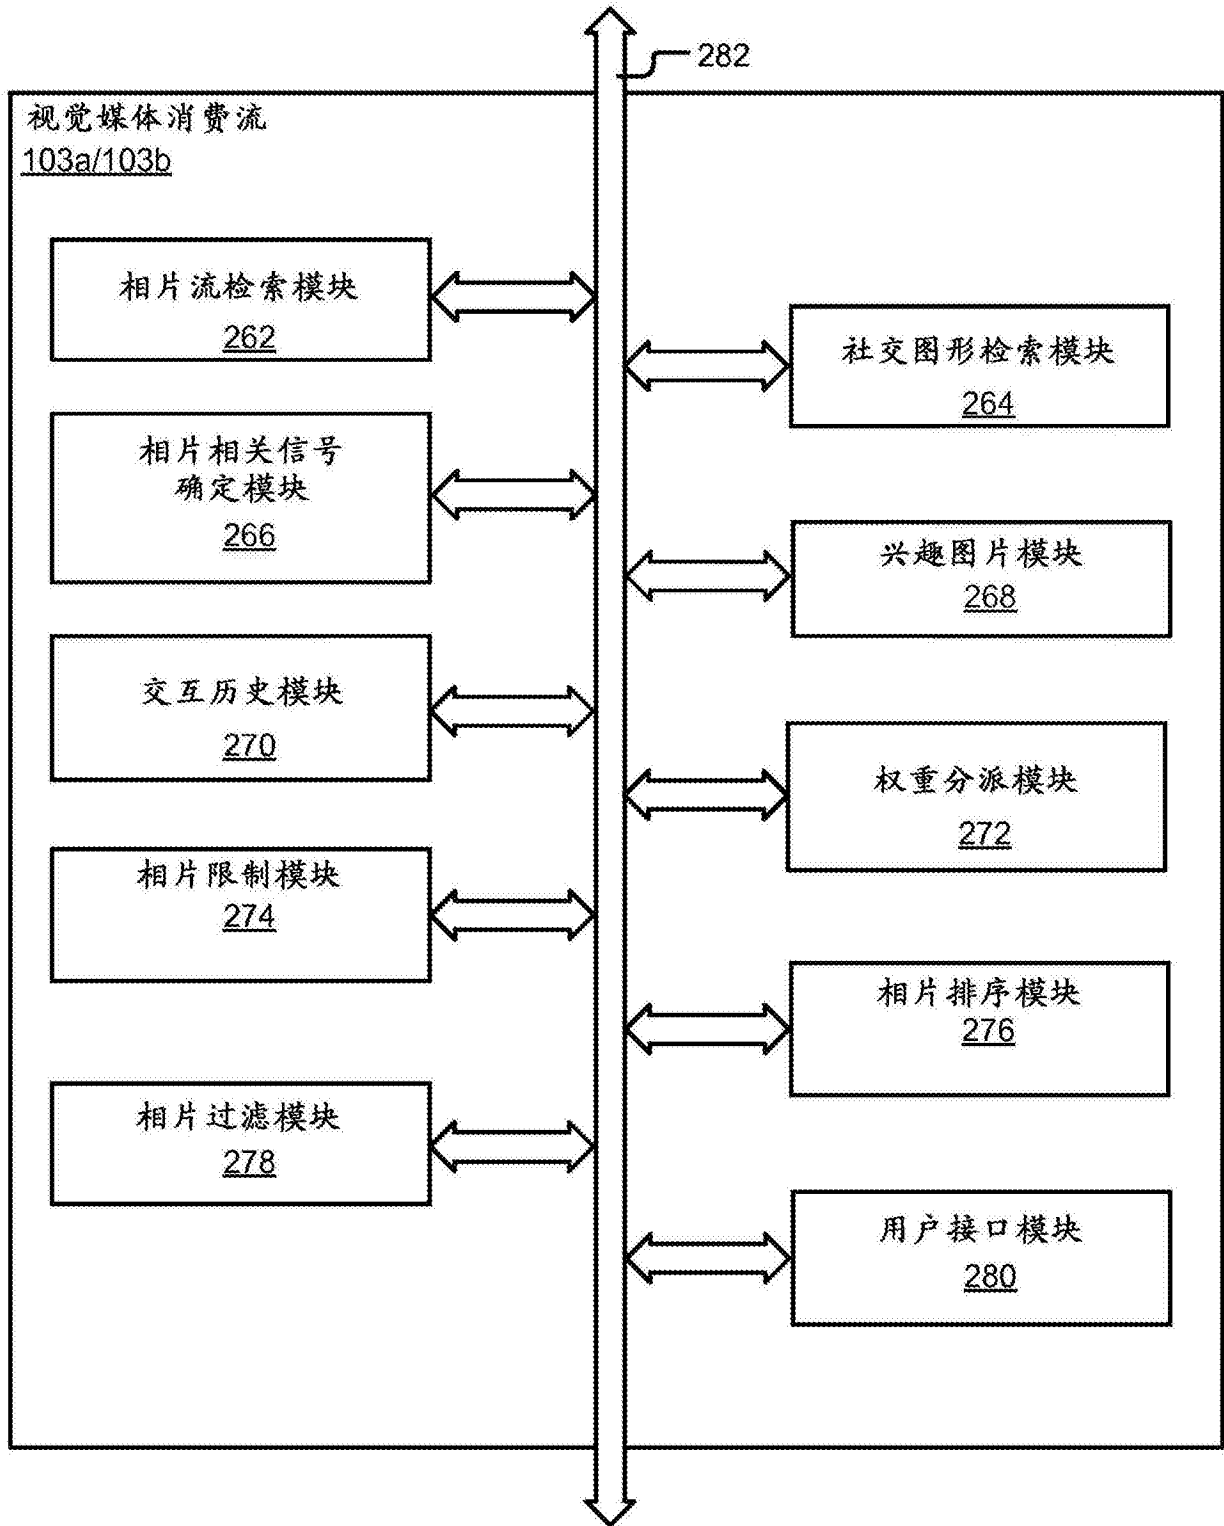 282
视觉媒体消费流
103a/103b
相片流检索模块
262
社交图形检索模块
264
相片相关信号
确定模块
266
兴趣图片模块
268
交互历史模块
270
权重分派模块
272
相片限制模块
274
相片排序模块
276
相片过滤模块
278
用户接口模块
280